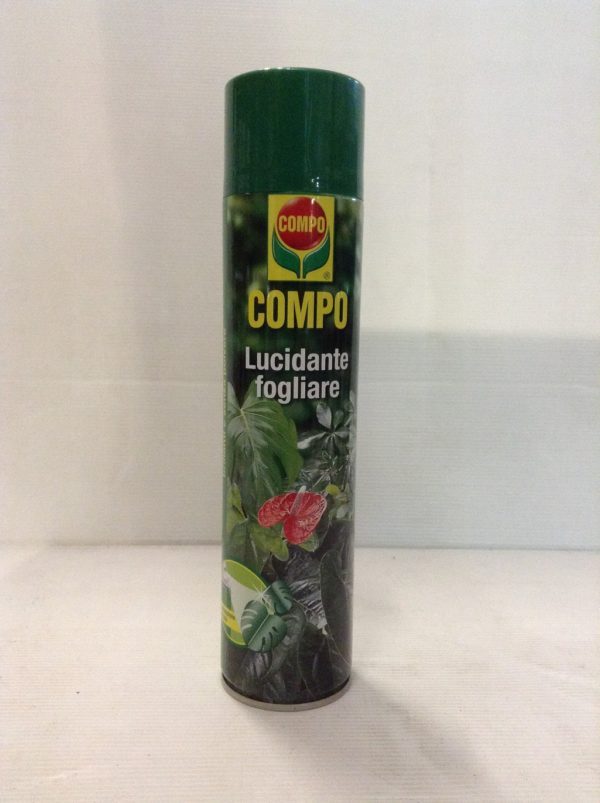 COMPO
®
COMPO
Lucidante
fogliare